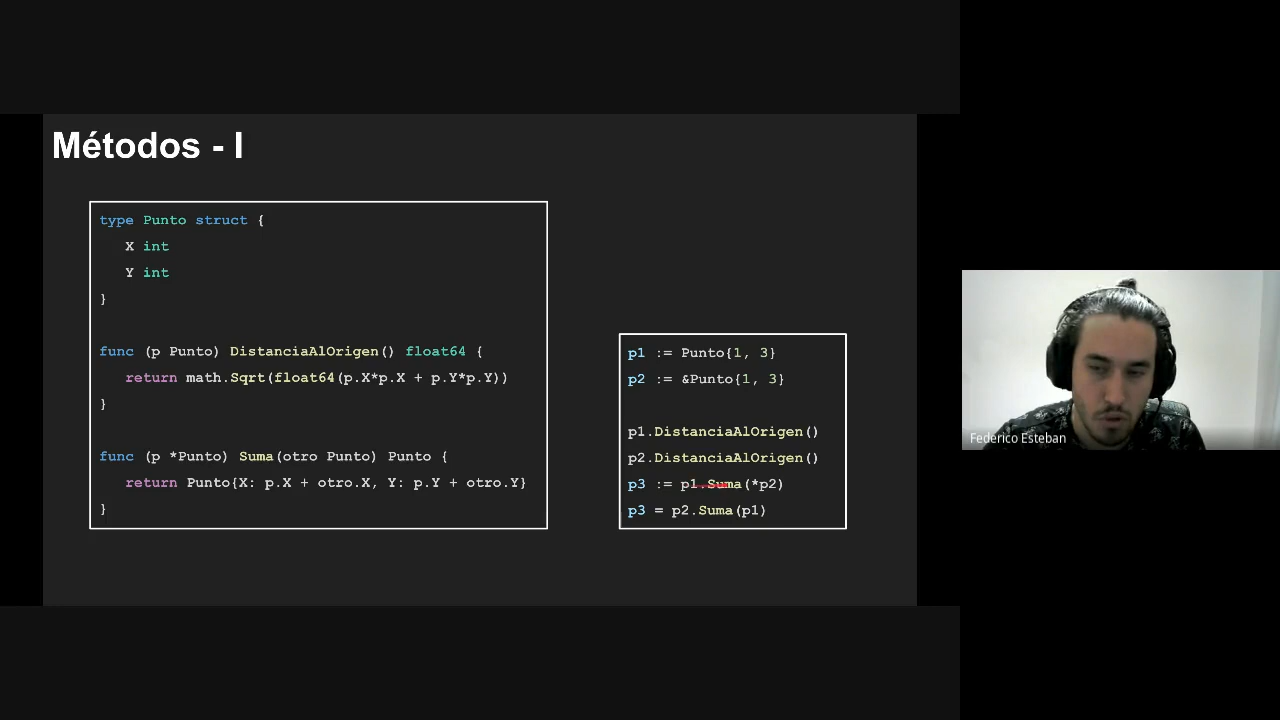 Métodos - I
type Punto struct {
X int
Y int
}
func (p Punto) DistanciaAlOrigen() float64 {
return math.Sqrt(float64(p.X*p.X + p.Y*p.Y))
}
func (p *Punto) Suma(otro Punto) Punto {
return Punto{X: p.X + otro.X, Y: p.Y + otro.Y}
}
p1 := Punto{1, 3}
p2 := &Punto{1, 3}
p1.DistanciaAlOrigen()
p2.DistanciaAlOrigen()
p3 := p1.Suma(*p2)
p3 = p2.Suma(p1)
Federico Esteban